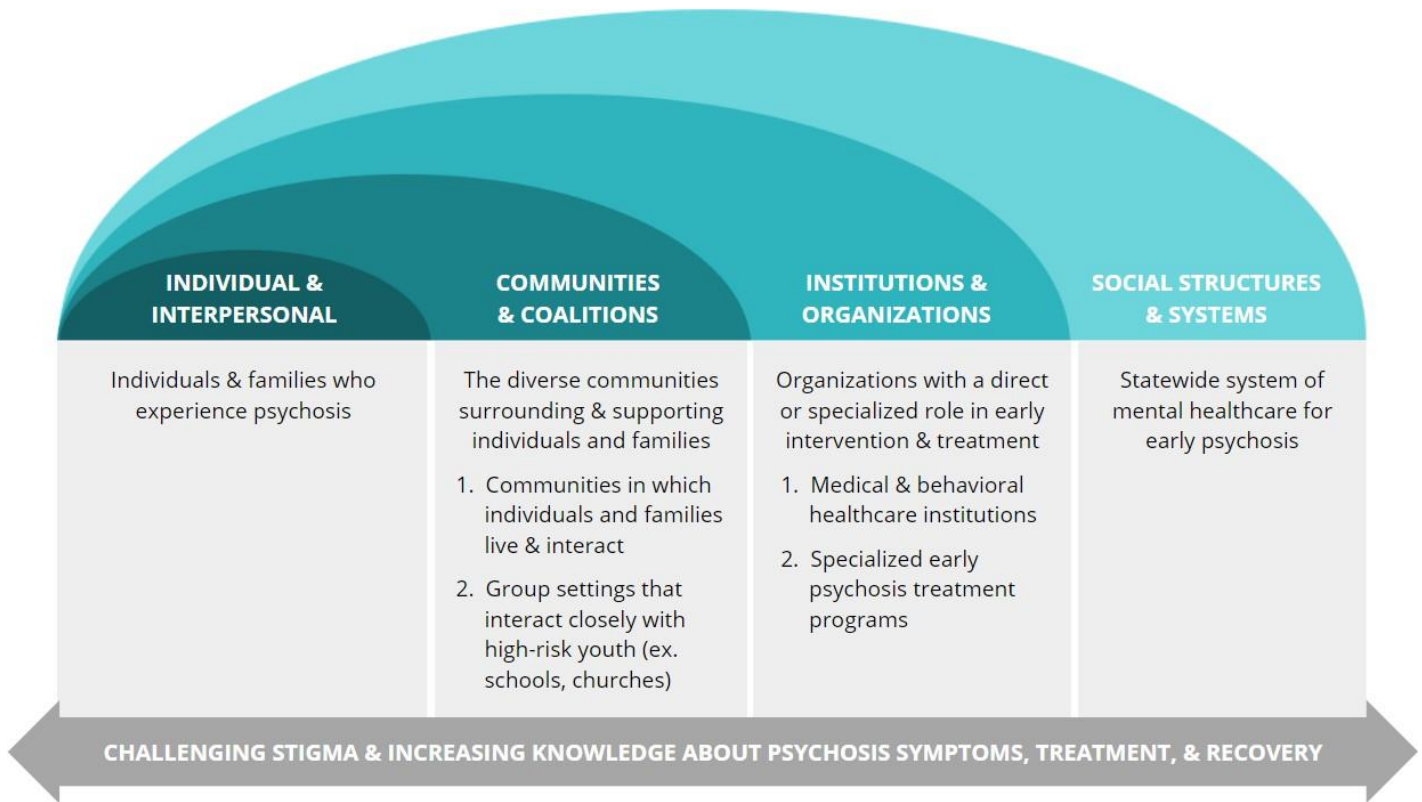 INDIVIDUAL &
INTERPERSONAL
COMMUNITIES
& COALITIONS
INSTITUTIONS &
ORGANIZATIONS
SOCIAL STRUCTURES
& SYSTEMS
Individuals & families who
experience psychosis
The diverse communities
surrounding & supporting
individuals and families
1. Communities in which
individuals and families
live & interact
2. Group settings that
interact closely with
high-risk youth (ex.
schools, churches)
Organizations with a direct
or specialized role in early
intervention & treatment
1. Medical & behavioral
healthcare institutions
2. Specialized early
psychosis treatment
programs
Statewide system of
mental healthcare for
early psychosis
CHALLENGING STIGMA & INCREASING KNOWLEDGE ABOUT PSYCHOSIS SYMPTOMS, TREATMENT, & RECOVERY